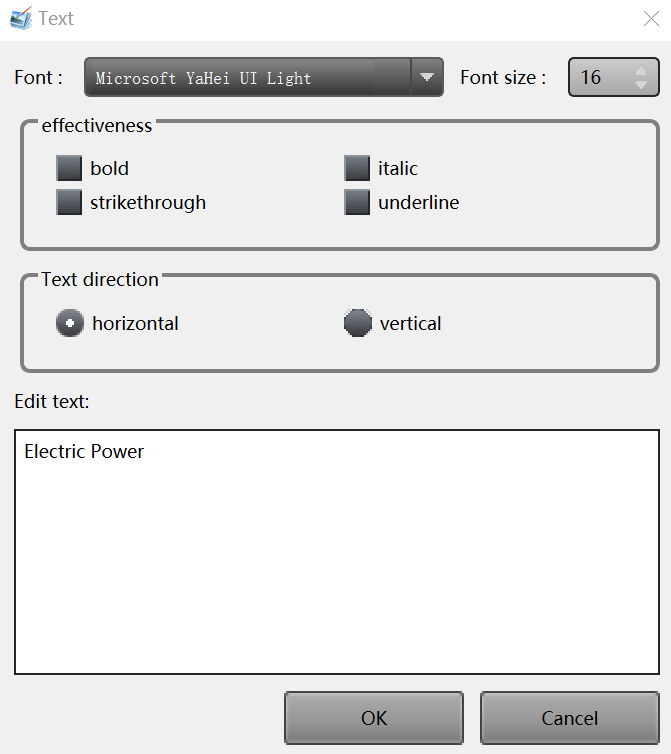 Text
Font : Microsoft YaHei UI Light Font size : 16
effectiveness
bold italic
strikethrough underline
Text direction
horizontal vertical
Edit text:
Electric Power
OK Cancel